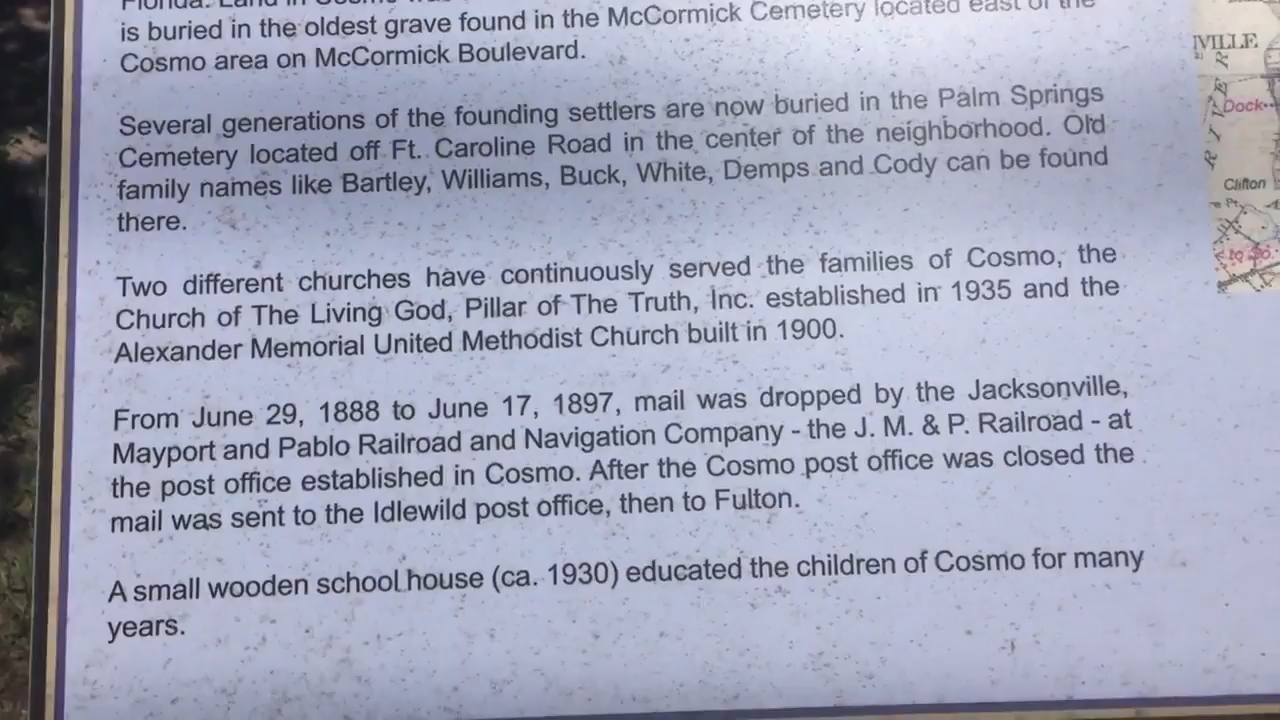 Florida. Land in Cosmo was
is buried in the oldest grave found in the McCormick Cemetery located east of the
Cosmo area on McCormick Boulevard.
Several generations of the founding settlers are now buried in the Palm Springs
Cemetery located off Ft. Caroline Road in the center of the neighborhood. Old
family names like Bartley, Williams, Buck, White, Demps and Cody can be found
there.
Two different churches have continuously served the families of Cosmo, the
Church of The Living God, Pillar of The Truth, Inc. established in 1935 and the
Alexander Memorial United Methodist Church built in 1900.
From June 29, 1888 to June 17, 1897, mail was dropped by the Jacksonville,
Mayport and Pablo Railroad and Navigation Company - the J. M. & P. Railroad - at
the post office established in Cosmo. After the Cosmo post office was closed the
mail was sent to the Idlewild post office, then to Fulton.
A small wooden school house (ca. 1930) educated the children of Cosmo for many
years.
VILLE
Dock
Clifton
Pt.